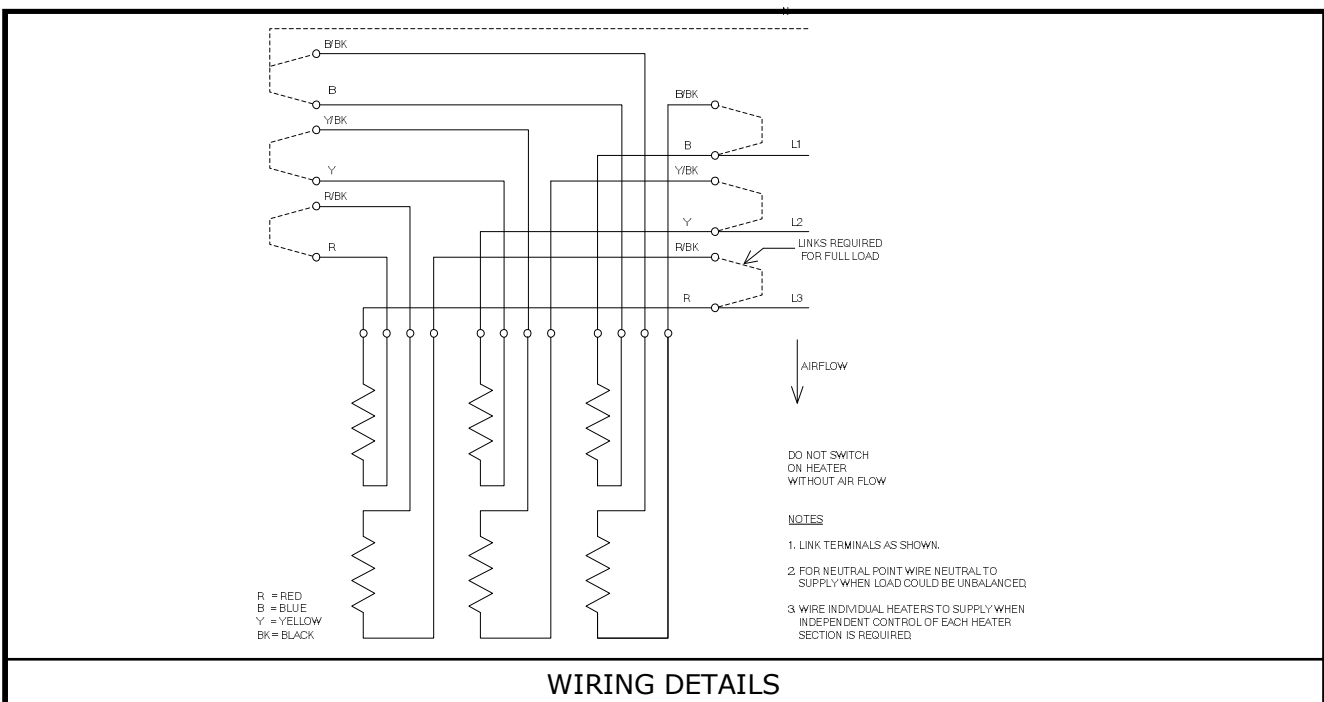 N
B/BK
B
Y/BK
Y
R/BK
R
B/BK
B
L1
Y/BK
Y
L2
R/BK
LINKS REQUIRED
FOR FULL LOAD
R
L3
AIRFLOW
DO NOT SWITCH
ON HEATER
WITHOUT AIR FLOW
NOTES
1. LINK TERMINALS AS SHOWN.
2. FOR NEUTRAL POINT WIRE NEUTRAL TO
SUPPLY WHEN LOAD COULD BE UNBALANCED.
3. WIRE INDIVIDUAL HEATERS TO SUPPLY WHEN
INDEPENDENT CONTROL OF EACH HEATER
SECTION IS REQUIRED.
R = RED
B = BLUE
Y = YELLOW
BK = BLACK
WIRING DETAILS